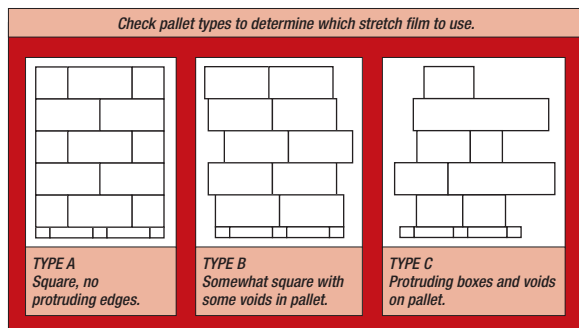 Check pallet types to determine which stretch film to use.
TYPE A
Square, no
protruding edges.
TYPE B
Somewhat square with
some voids in pallet.
TYPE C
Protruding boxes and voids
on pallet.